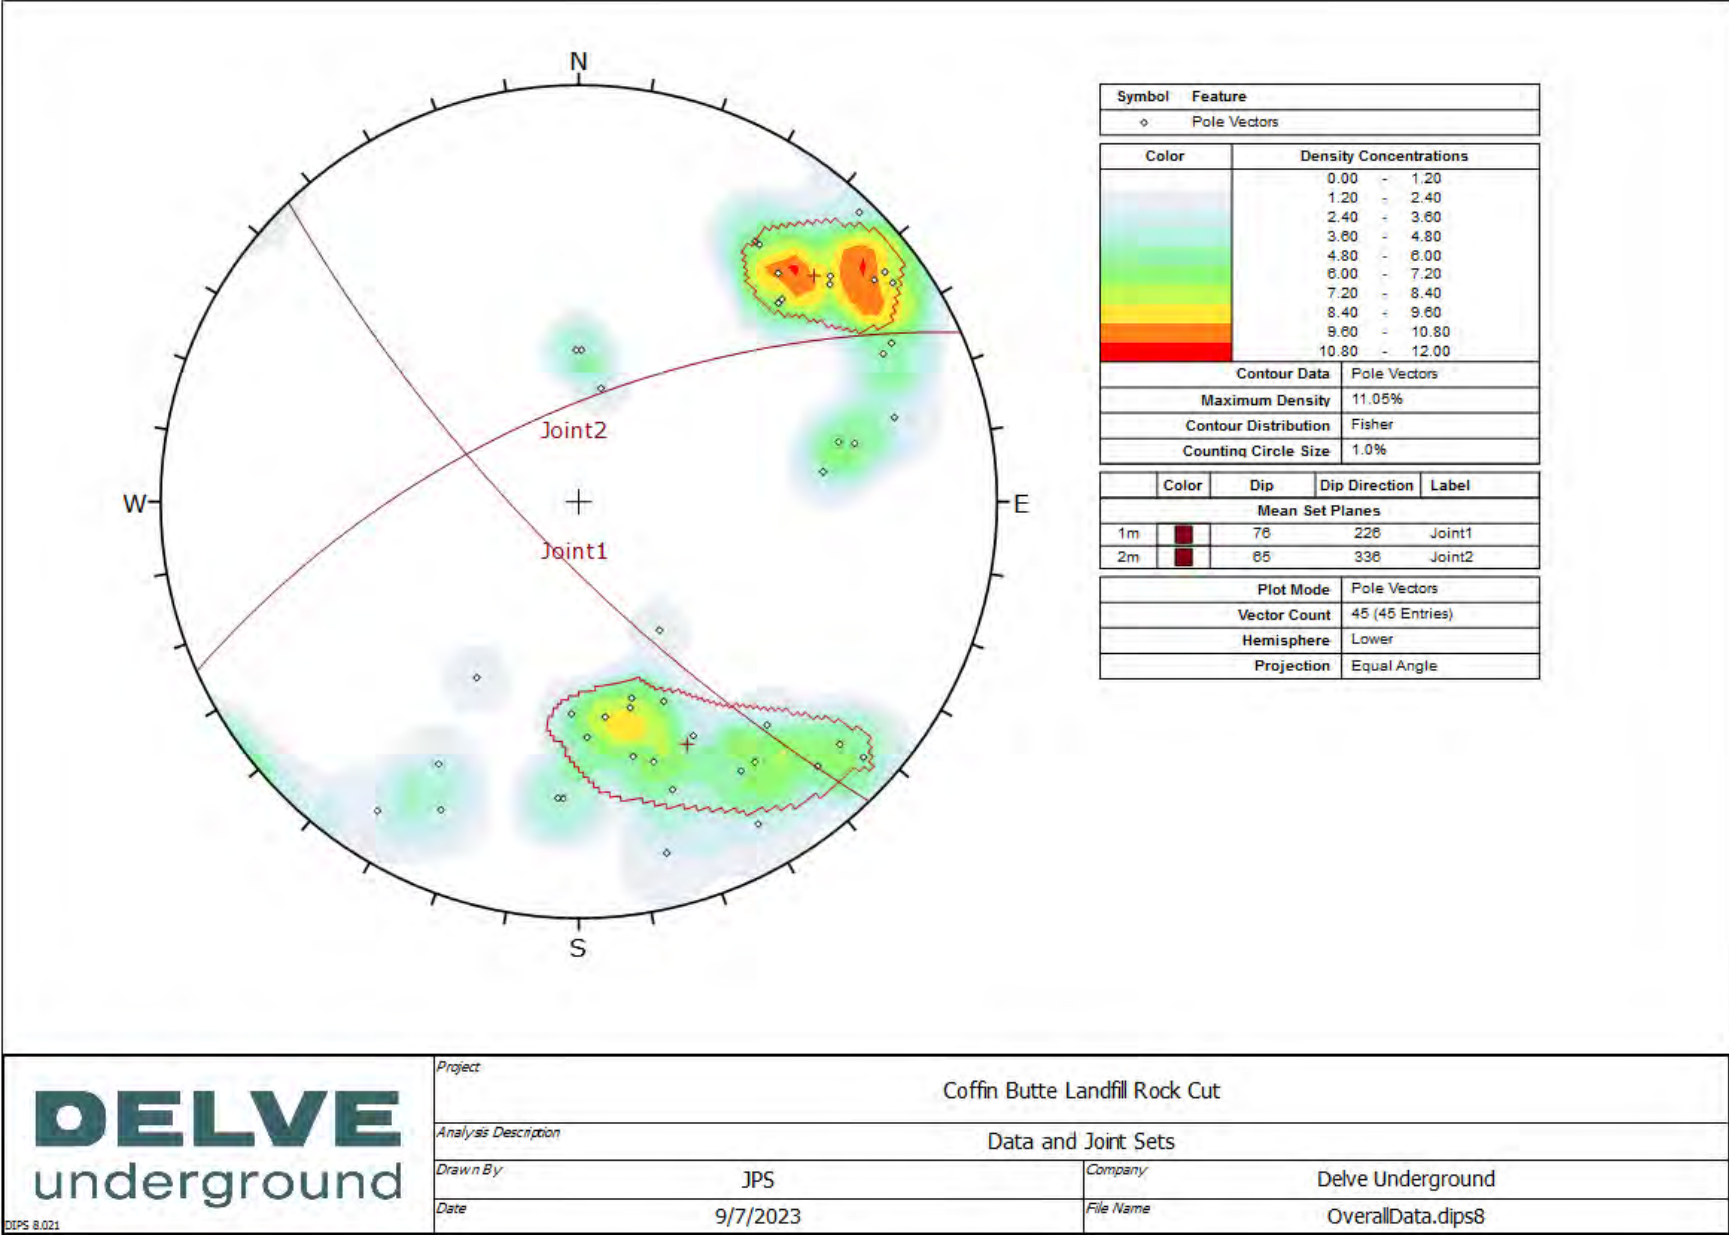 N
W
E
S
Joint2
Joint1
Symbol Feature
Pole Vectors
Color Density Concentrations
0.00 - 1.20
1.20 - 2.40
2.40 - 3.60
3.60 - 4.80
4.80 - 6.00
6.00 - 7.20
7.20 - 8.40
8.40 - 9.60
9.60 - 10.80
10.80 - 12.00
Contour Data Pole Vectors
Maximum Density 11.05%
Contour Distribution Fisher
Counting Circle Size 1.0%
Color Dip Dip Direction Label
Mean Set Planes
1m 76 226 Joint1
2m 65 336 Joint2
Plot Mode Pole Vectors
Vector Count 45 (45 Entries)
Hemisphere Lower
Projection Equal Angle
DELVE
underground
DIPS 8.021
Project
Coffin Butte Landfill Rock Cut
Analysis Description
Data and Joint Sets
Drawn By JPS Company Delve Underground
Date 9/7/2023 File Name OverallData.dips8